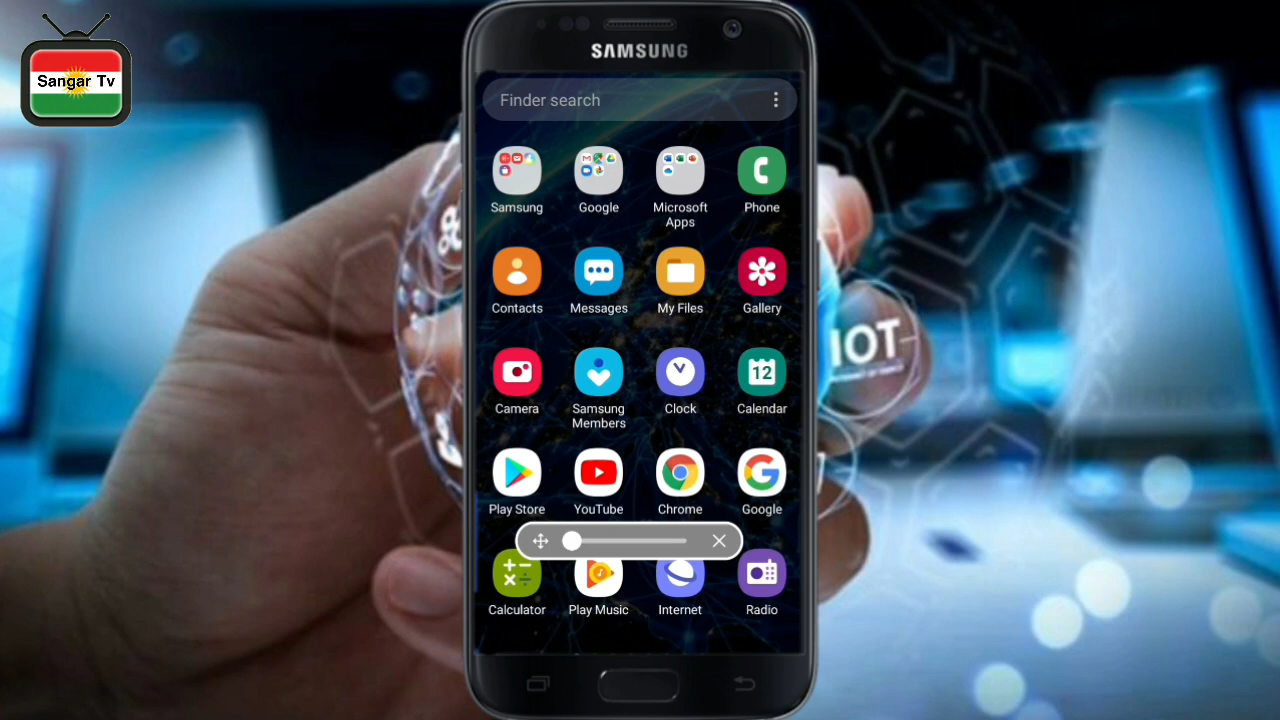 Sangar Tv
SAMSUNG
Finder search
Samsung
Google
Microsoft
Apps
Phone
Contacts
Messages
My Files
Gallery
IOT
Camera
Samsung
Members
Clock
12
Calendar
Play Store
YouTube
Chrome
Google
Calculator
Play Music
Internet
Radio